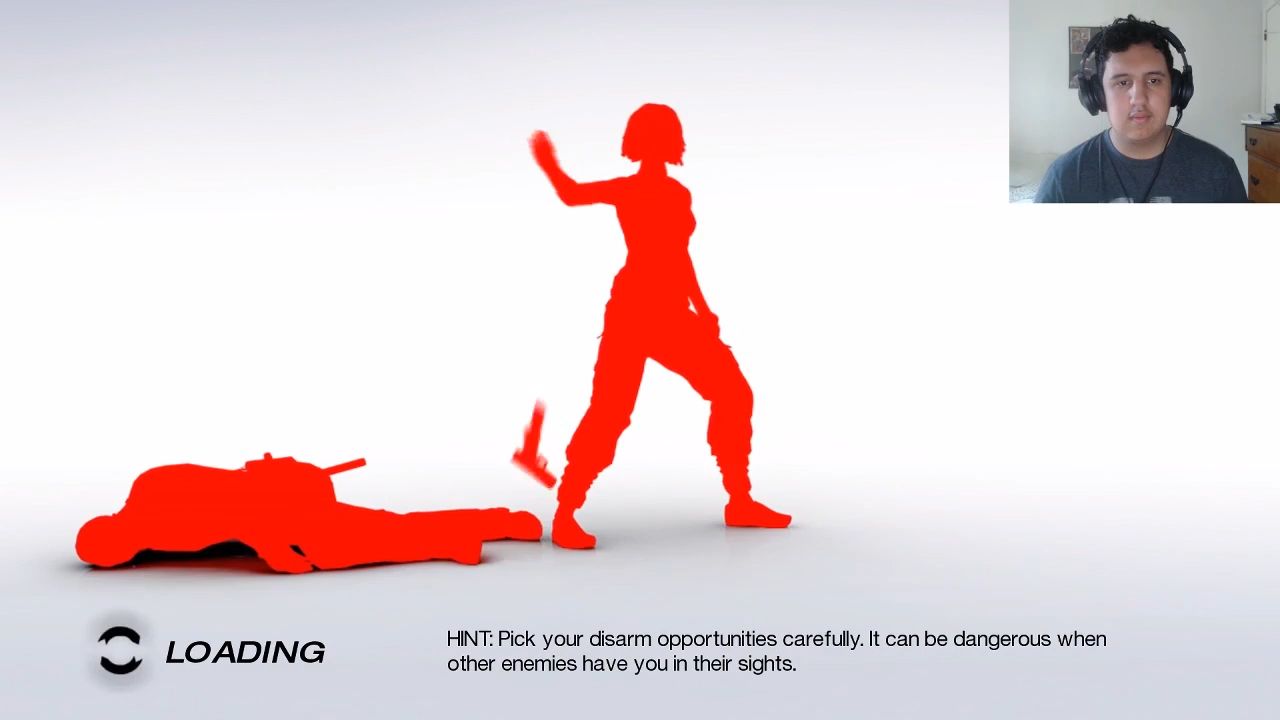 LOADING
HINT: Pick your disarm opportunities carefully. It can be dangerous when
other enemies have you in their sights.